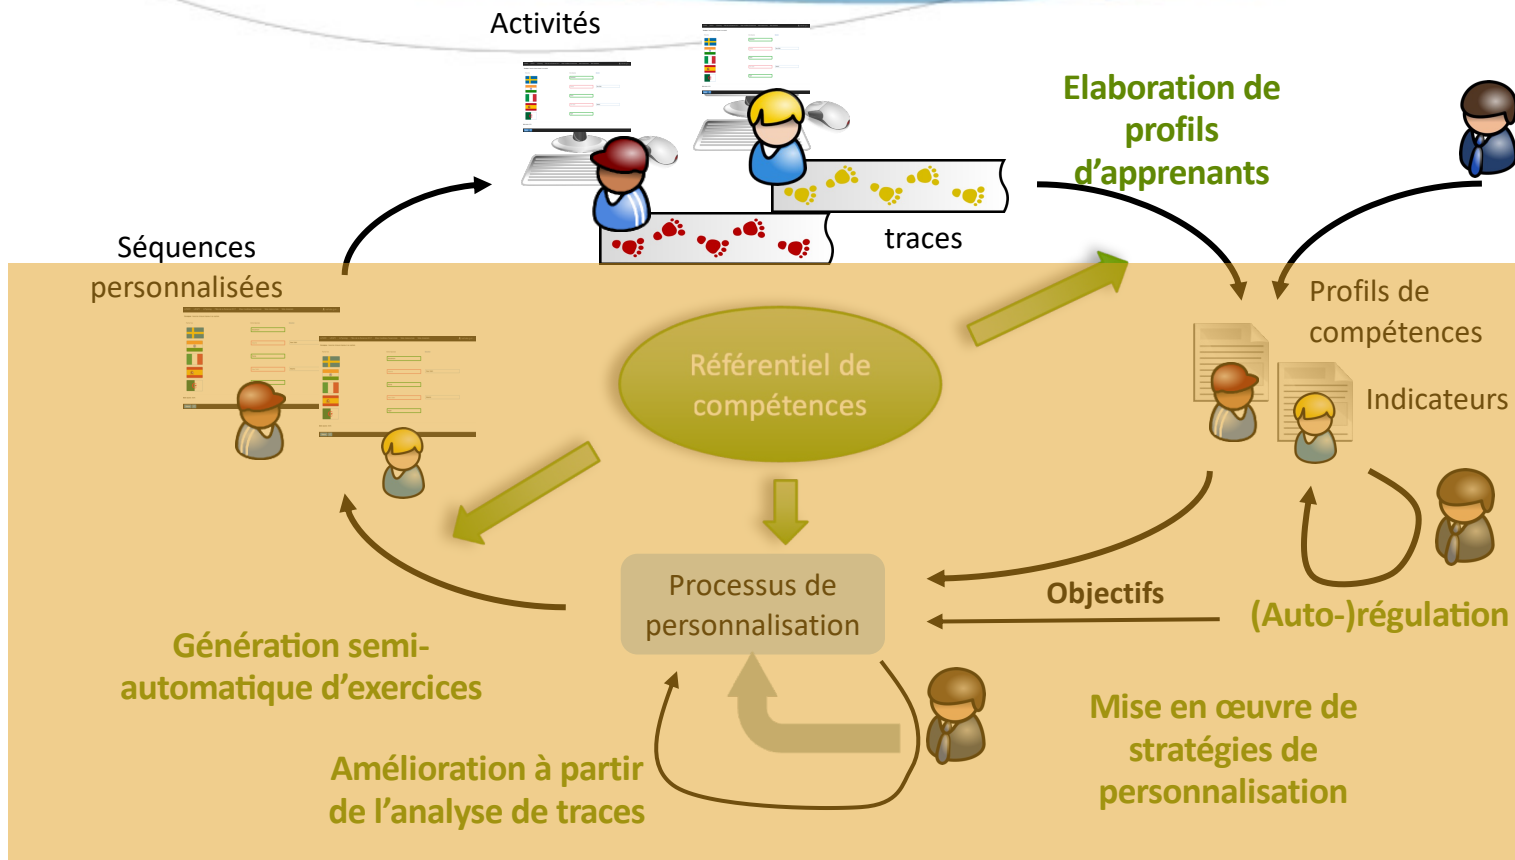 Activités
Elaboration de
profils
d’apprenants
traces
Séquences
personnalisées
Profils de
compétences
Indicateurs
Référentiel de
compétences
Processus de
personnalisation
Objectifs
(Auto-)régulation
Génération semi-
automatique d’exercices
Mise en œuvre de
stratégies de
personnalisation
Amélioration à partir
de l’analyse de traces